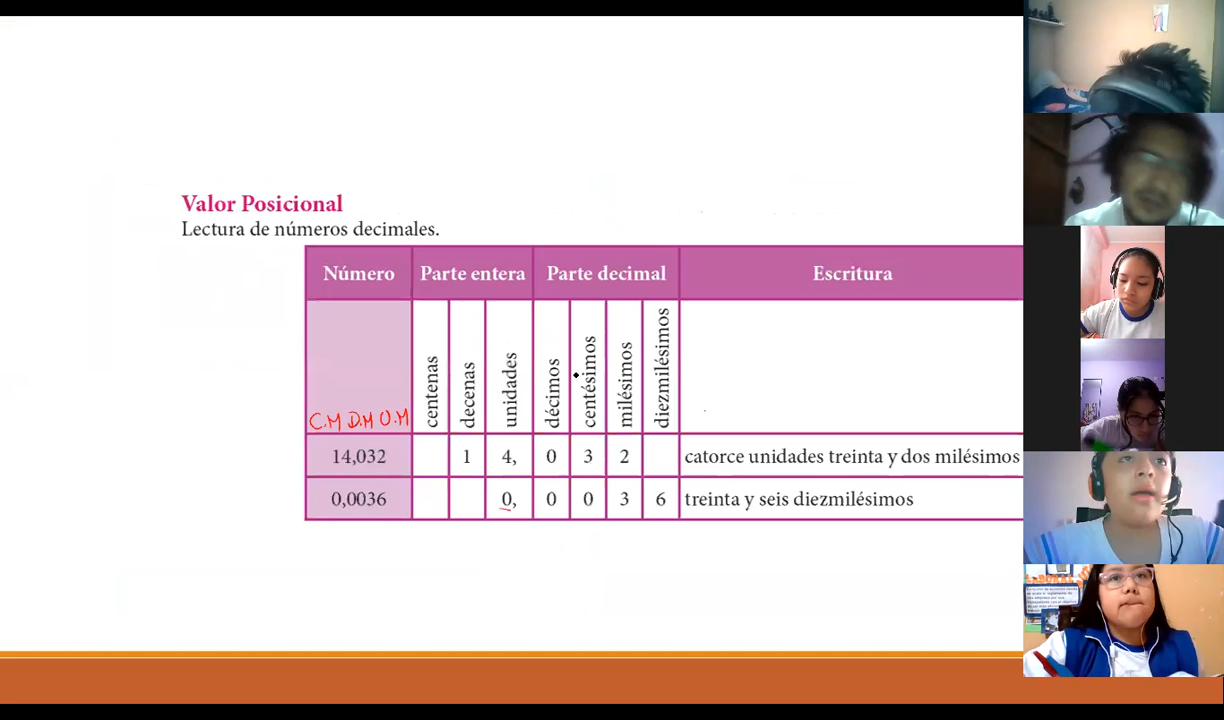 Valor Posicional
Lectura de números decimales.
Número Parte entera Parte decimal Escritura
C.M D.M U.M centenas decenas unidades décimos centésimos milésimos diezmilésimos
14,032 1 4, 0 3 2 catorce unidades treinta y dos milésimos
0,0036 0, 0 0 3 6 treinta y seis diezmilésimos